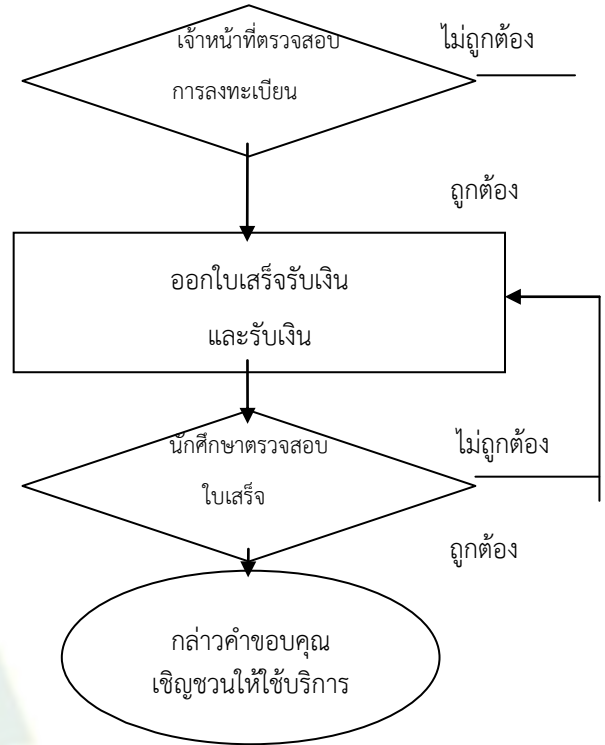 เจ้าหน้าที่ตรวจสอบ
การลงทะเบียน
ไม่ถูกต้อง
ถูกต้อง
ออกใบเสร็จรับเงิน
และรับเงิน
นักศึกษาตรวจสอบ
ใบเสร็จ
ไม่ถูกต้อง
ถูกต้อง
กล่าวคำขอบคุณ
เชิญชวนให้ใช้บริการ